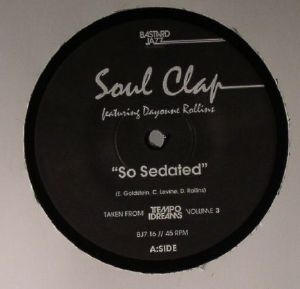 BASTARD
JAZZ
Soul Clap
featuring Dayonne Rollins
"So Sedated"
(E. Goldstein, C. Levine, D. Rollins)
TAKEN FROM TEMPO DREAMS VOLUME 3
BJ7.16 // 45 RPM
A:SIDE